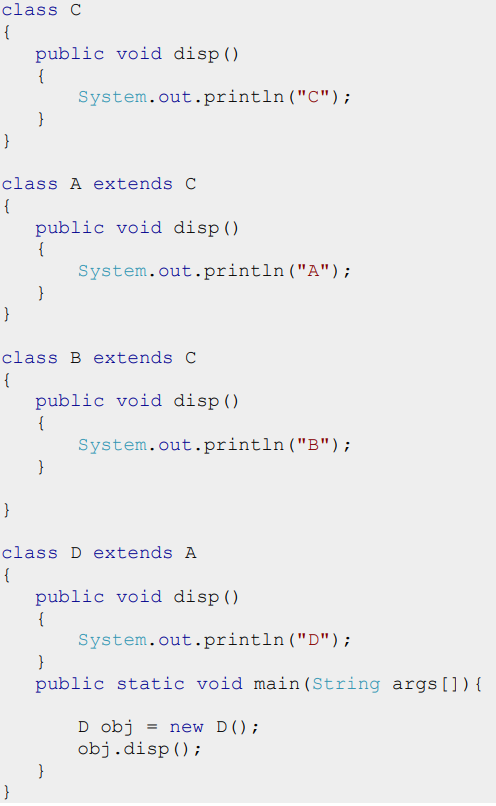 class C
{
   public void disp()
   {
       System.out.println("C");
   }
}

class A extends C
{
   public void disp()
   {
       System.out.println("A");
   }
}

class B extends C
{
   public void disp()
   {
       System.out.println("B");
   }

}

class D extends A
{
   public void disp()
   {
       System.out.println("D");
   }
   public static void main(String args[]){

       D obj = new D();
       obj.disp();
   }
}